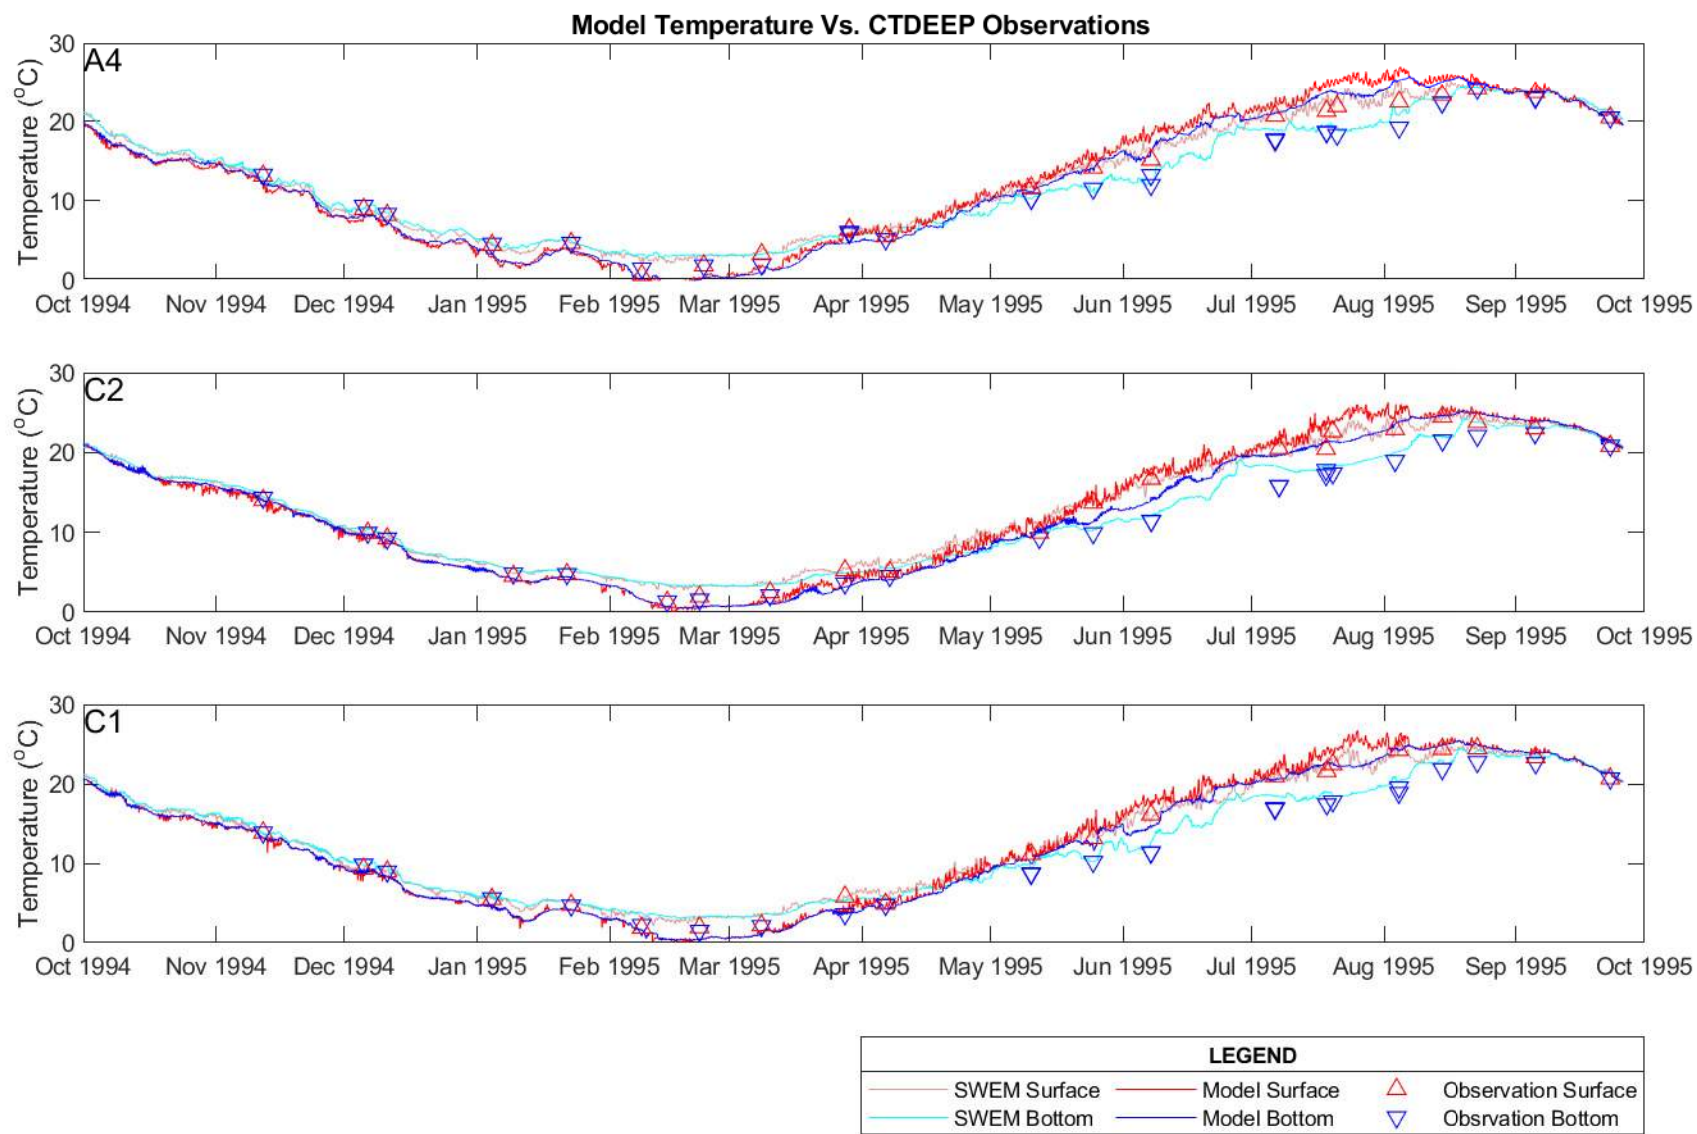 Model Temperature Vs. CTDEEP Observations
A4
Temperature (°C)
30
20
10
0
Oct 1994 Nov 1994 Dec 1994 Jan 1995 Feb 1995 Mar 1995 Apr 1995 May 1995 Jun 1995 Jul 1995 Aug 1995 Sep 1995 Oct 1995
C2
Temperature (°C)
30
20
10
0
Oct 1994 Nov 1994 Dec 1994 Jan 1995 Feb 1995 Mar 1995 Apr 1995 May 1995 Jun 1995 Jul 1995 Aug 1995 Sep 1995 Oct 1995
C1
Temperature (°C)
30
20
10
0
Oct 1994 Nov 1994 Dec 1994 Jan 1995 Feb 1995 Mar 1995 Apr 1995 May 1995 Jun 1995 Jul 1995 Aug 1995 Sep 1995 Oct 1995
LEGEND
SWEM Surface Model Surface Observation Surface
SWEM Bottom Model Bottom Obsrvation Bottom